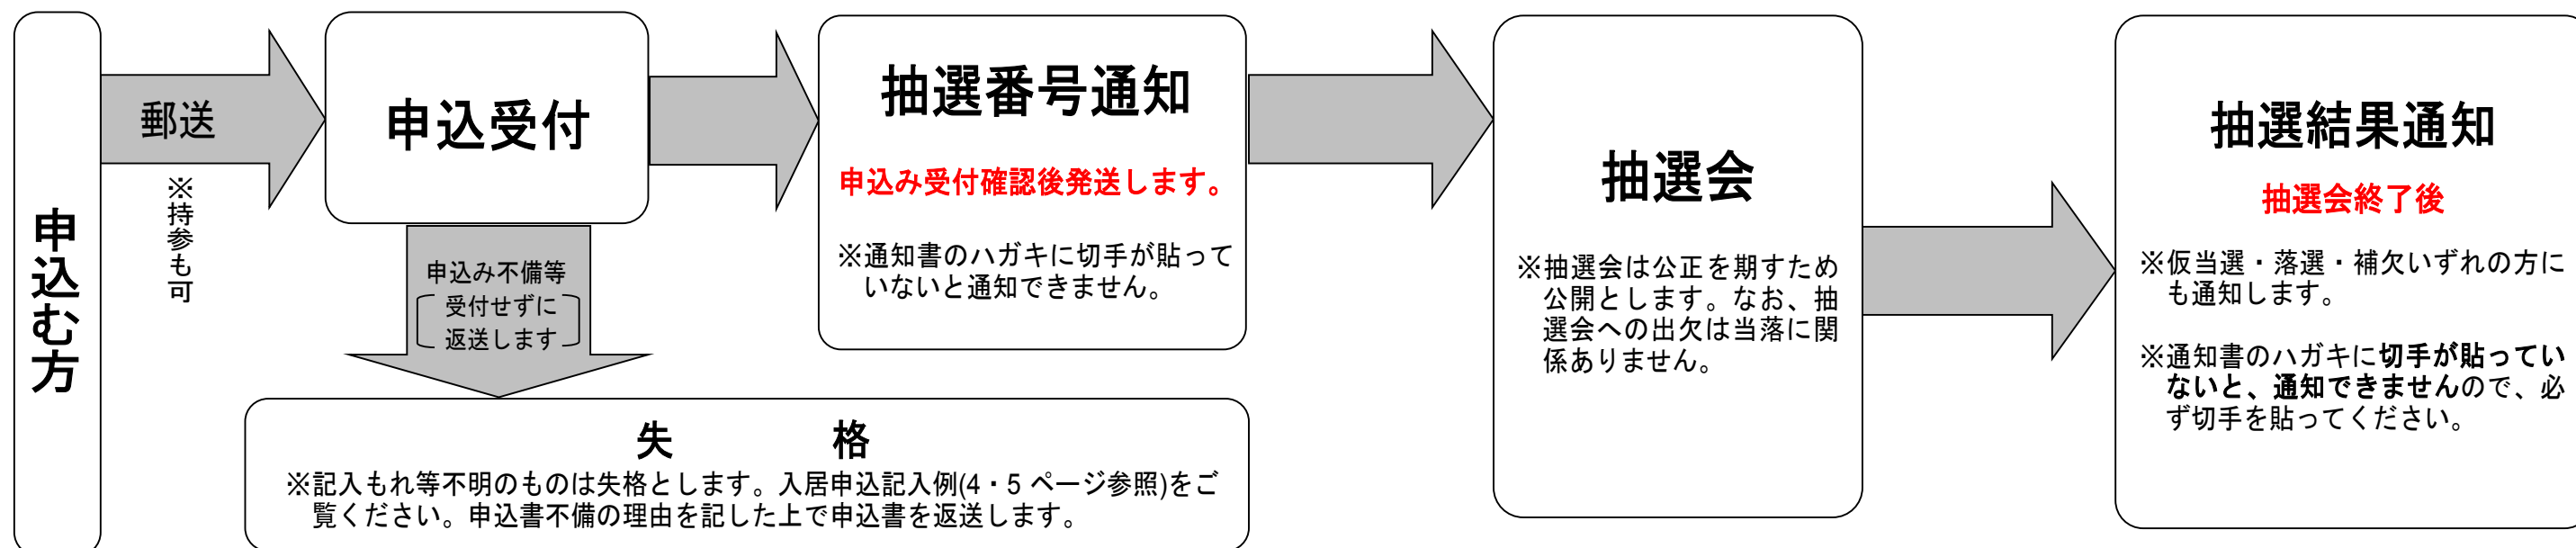 申込む方
郵送
※持参も可
申込受付
申込み不備等
受付せずに
返送します
抽選番号通知
申込み受付確認後発送します。
※通知書のハガキに切手が貼って
いないと通知できません。
抽選会
※抽選会は公正を期すため
公開とします。なお、抽
選会への出欠は当落に関
係ありません。
抽選結果通知
抽選会終了後
※仮当選・落選・補欠いずれの方に
も通知します。
※通知書のハガキに切手が貼ってい
ないと、通知できませんので、必
ず切手を貼ってください。
失 格
※記入もれ等不明のものは失格とします。入居申込記入例(4・5 ページ参照)をご
覧ください。申込書不備の理由を記した上で申込書を返送します。